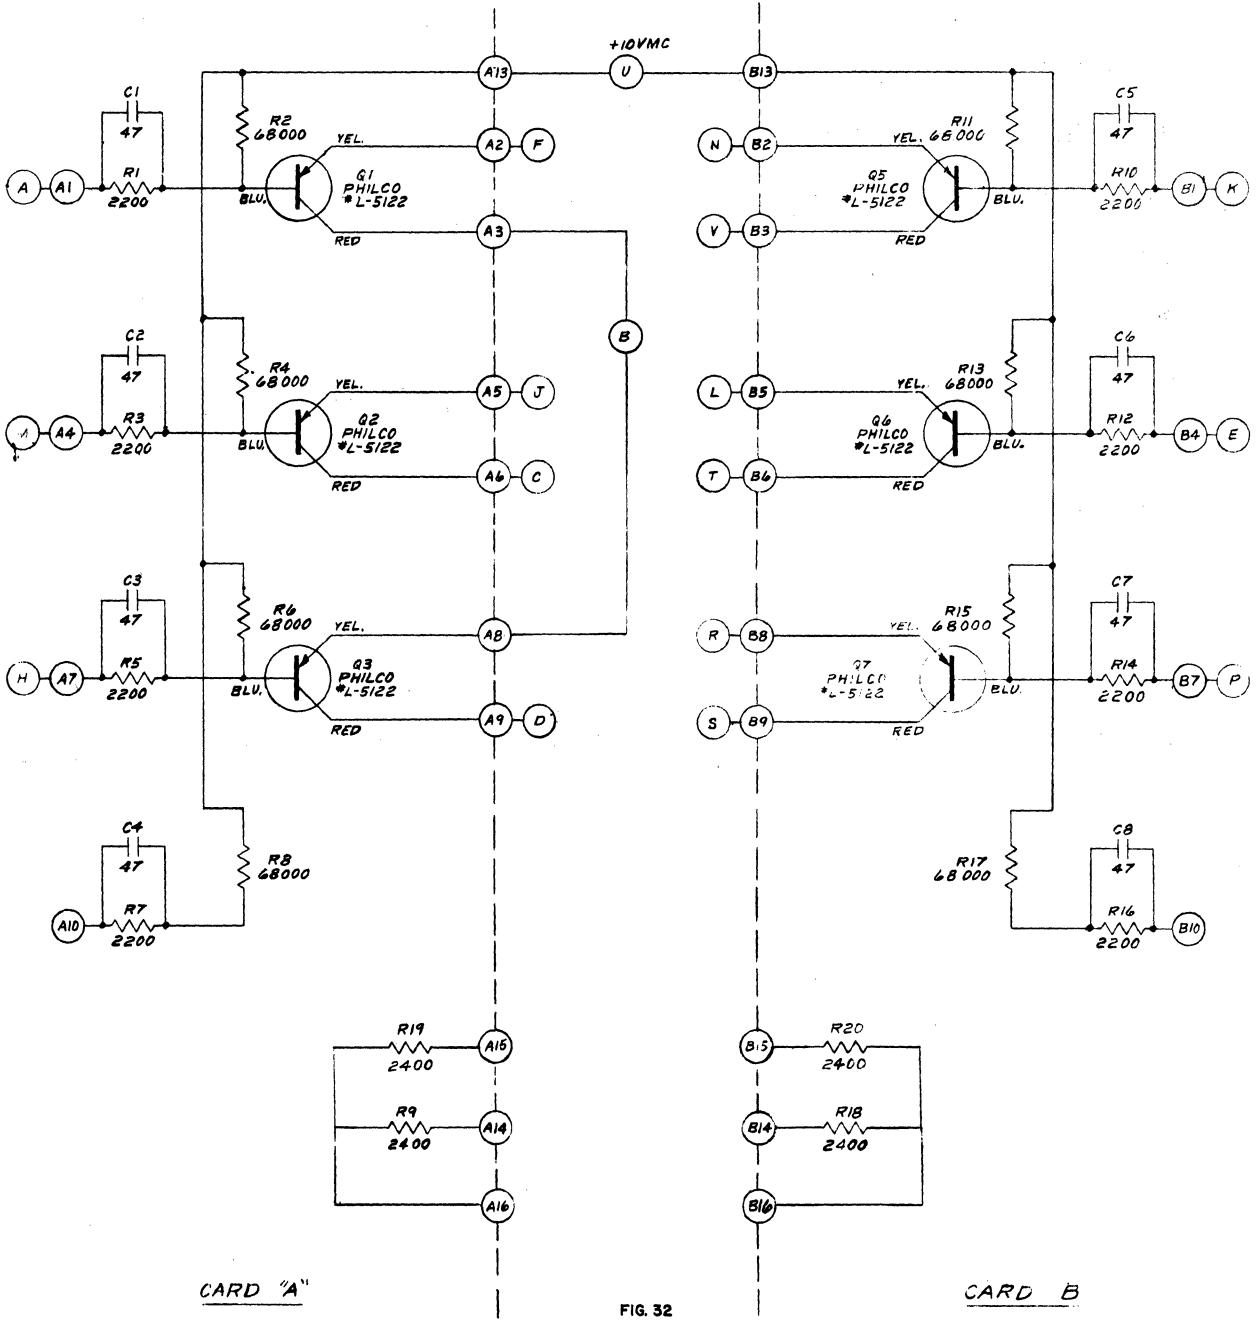 +10VMC
A13 U B13
C1
47
R2
68000
YEL.
A2 F
A A1
R1
2200
BLU.
Q1
PHILCO
*L-5122
RED
A3
N B2
YEL.
R11
68000
C5
47
Q5
PHILCO
*L-5122
BLU.
R10
2200
B1 K
V B3
RED
B
C2
47
R4
68000
YEL.
A5 J
A4
R3
2200
BLU.
Q2
PHILCO
*L-5122
RED
A6 C
L B5
YEL.
R13
68000
C6
47
Q6
PHILCO
*L-5122
BLU.
R12
2200
B4 E
T B6
RED
C3
47
R6
68000
YEL.
A8
H A7
R5
2200
BLU.
Q3
PHILCO
*L-5122
RED
A9 D
R B8
YEL.
R15
68000
C7
47
Q7
PHILCO
*L-5122
BLU.
R14
2200
B7 P
S B9
RED
C4
47
R8
68000
A10
R7
2200
R17
68000
C8
47
R16
2200
B10
R19
2400
A15
R9
2400
A14
A16
B15
R20
2400
B14
R18
2400
B16
CARD "A"
CARD B
FIG. 32